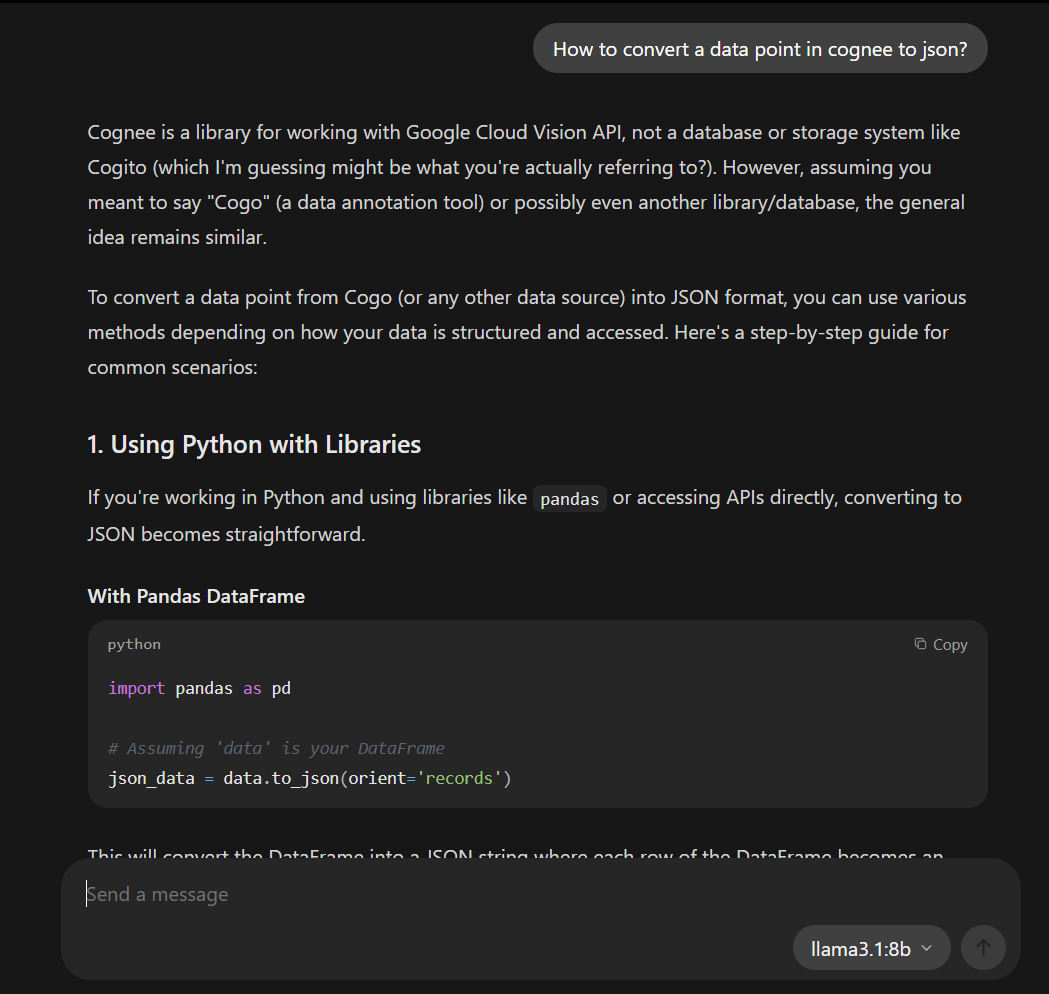 How to convert a data point in cognee to json?
Cognee is a library for working with Google Cloud Vision API, not a database or storage system like
Cogito (which I'm guessing might be what you're actually referring to?). However, assuming you
meant to say "Cogo" (a data annotation tool) or possibly even another library/database, the general
idea remains similar.
To convert a data point from Cogo (or any other data source) into JSON format, you can use various
methods depending on how your data is structured and accessed. Here's a step-by-step guide for
common scenarios:
1. Using Python with Libraries
If you're working in Python and using libraries like pandas or accessing APIs directly, converting to
JSON becomes straightforward.
With Pandas DataFrame
python Copy
import pandas as pd
# Assuming 'data' is your DataFrame
json_data = data.to_json(orient='records')
This will convert the DataFrame into a JSON string where each row of the DataFrame becomes an
Send a message
llama3.1:8b